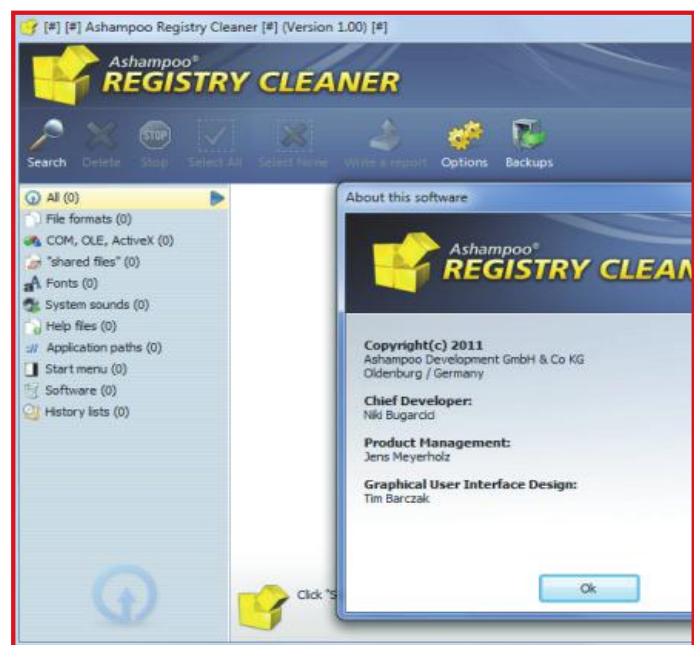 [#] [#] Ashampoo Registry Cleaner [#] (Version 1.00) [#]
Ashampoo®
REGISTRY CLEANER
Search Delete Stop Select All Select None Write a report Options Backups
All (0)
File formats (0)
COM, OLE, ActiveX (0)
"shared files" (0)
Fonts (0)
System sounds (0)
Help files (0)
Application paths (0)
Start menu (0)
Software (0)
History lists (0)
About this software
Ashampoo®
REGISTRY CLEAN
Copyright(c) 2011
Ashampoo Development GmbH & Co KG
Oldenburg / Germany
Chief Developer:
Niki Bugarcici
Product Management:
Jens Meyerholz
Graphical User Interface Design:
Tim Barczak
Ok
Click "S